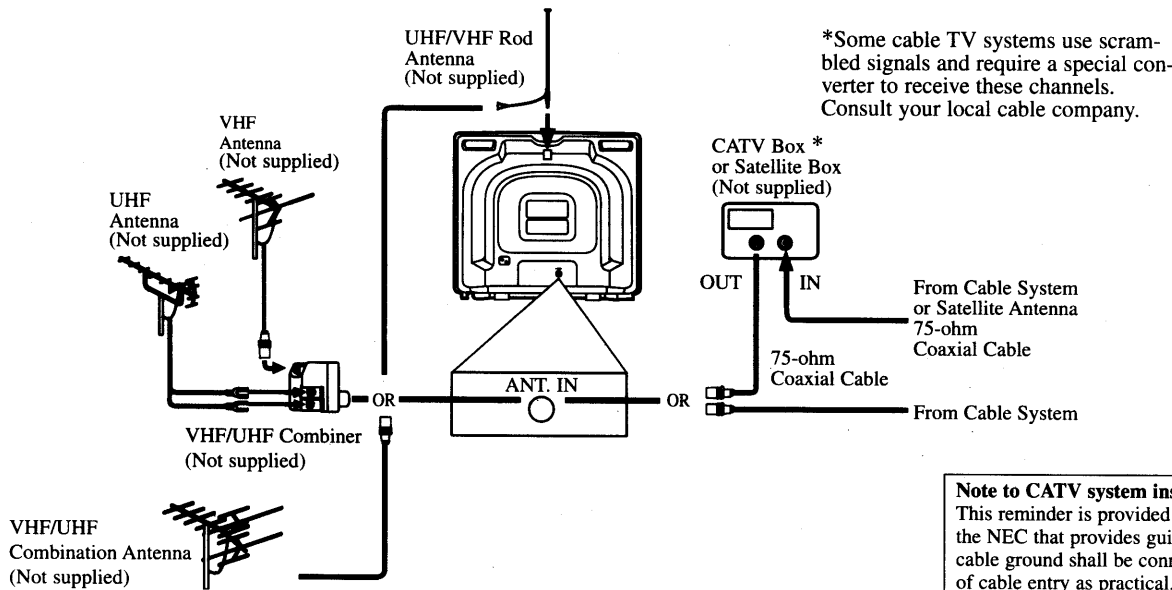 UHF/VHF Rod
Antenna
(Not supplied)
*Some cable TV systems use scram-
bled signals and require a special con-
verter to receive these channels.
Consult your local cable company.
VHF
Antenna
(Not supplied)
CATV Box *
or Satellite Box
(Not supplied)
UHF
Antenna
(Not supplied)
OUT
IN
From Cable System
or Satellite Antenna
75-ohm
Coaxial Cable
75-ohm
Coaxial Cable
ANT. IN
OR
OR
From Cable System
VHF/UHF Combiner
(Not supplied)
VHF/UHF
Combination Antenna
(Not supplied)
Note to CATV system
This reminder is provided
the NEC that provides
cable ground shall be
of cable entry as practical.